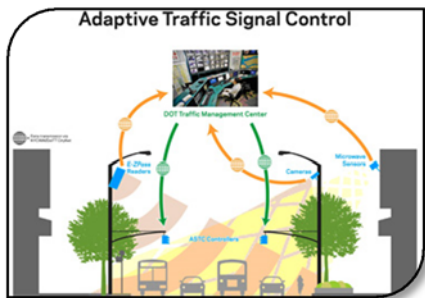 Adaptive Traffic Signal Control
DOT Traffic Management Center
E-ZPass
Readers
Cameras
Microwave
Sensors
ASTC Controllers